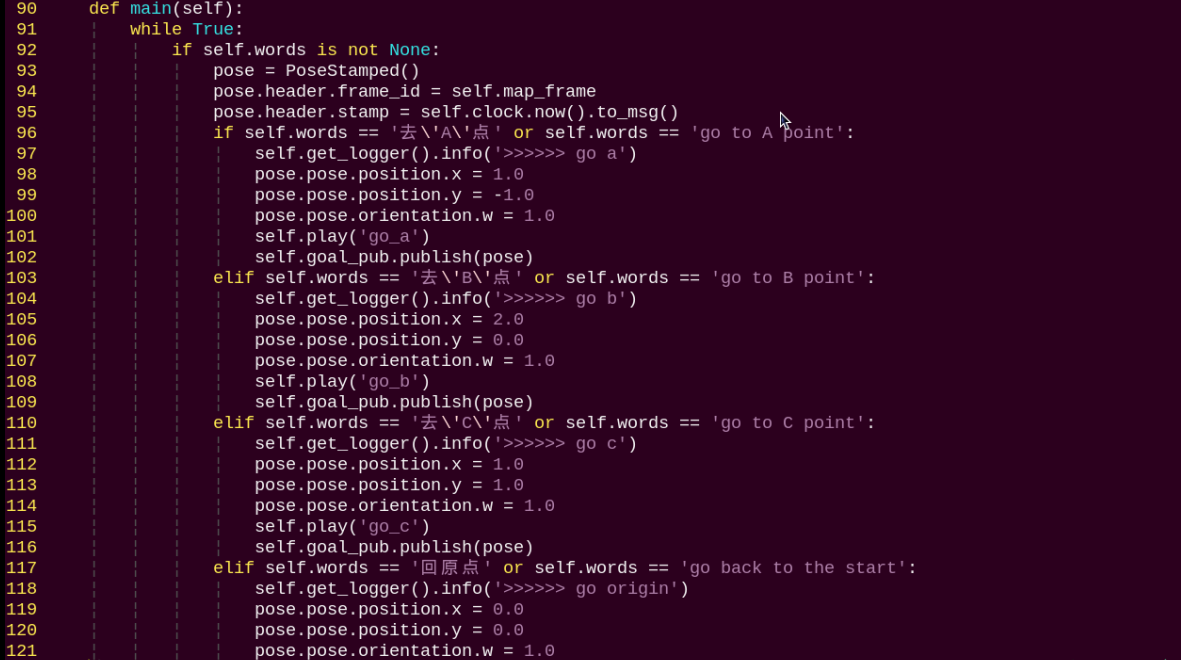 90     def main(self):
91         while True:
92             if self.words is not None:
93                 pose = PoseStamped()
94                 pose.header.frame_id = self.map_frame
95                 pose.header.stamp = self.clock.now().to_msg()
96                 if self.words == '去\'A\'点' or self.words == 'go to A point':
97                     self.get_logger().info('>>>>>> go a')
98                     pose.pose.position.x = 1.0
99                     pose.pose.position.y = -1.0
100                     pose.pose.orientation.w = 1.0
101                     self.play('go_a')
102                     self.goal_pub.publish(pose)
103                 elif self.words == '去\'B\'点' or self.words == 'go to B point':
104                     self.get_logger().info('>>>>>> go b')
105                     pose.pose.position.x = 2.0
106                     pose.pose.position.y = 0.0
107                     pose.pose.orientation.w = 1.0
108                     self.play('go_b')
109                     self.goal_pub.publish(pose)
110                 elif self.words == '去\'C\'点' or self.words == 'go to C point':
111                     self.get_logger().info('>>>>>> go c')
112                     pose.pose.position.x = 1.0
113                     pose.pose.position.y = 1.0
114                     pose.pose.orientation.w = 1.0
115                     self.play('go_c')
116                     self.goal_pub.publish(pose)
117                 elif self.words == '回原点' or self.words == 'go back to the start':
118                     self.get_logger().info('>>>>>> go origin')
119                     pose.pose.position.x = 0.0
120                     pose.pose.position.y = 0.0
121                     pose.pose.orientation.w = 1.0